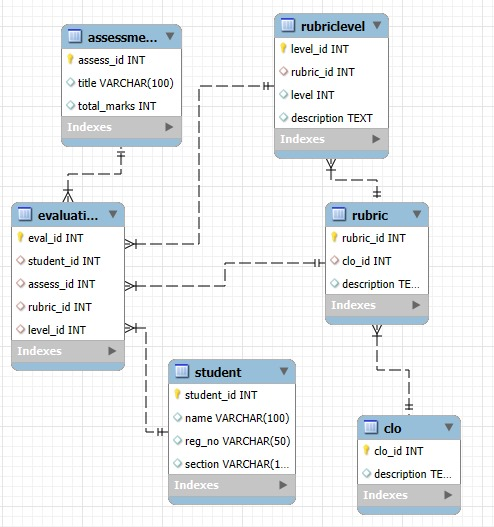 assessme...
assess_id INT
title VARCHAR(100)
total_marks INT
Indexes
rubriclevel
level_id INT
rubric_id INT
level INT
description TEXT
Indexes
evaluati...
eval_id INT
student_id INT
assess_id INT
rubric_id INT
level_id INT
Indexes
rubric
rubric_id INT
clo_id INT
description TE...
Indexes
student
student_id INT
name VARCHAR(100)
reg_no VARCHAR(50)
section VARCHAR(1...
Indexes
clo
clo_id INT
description TE...
Indexes